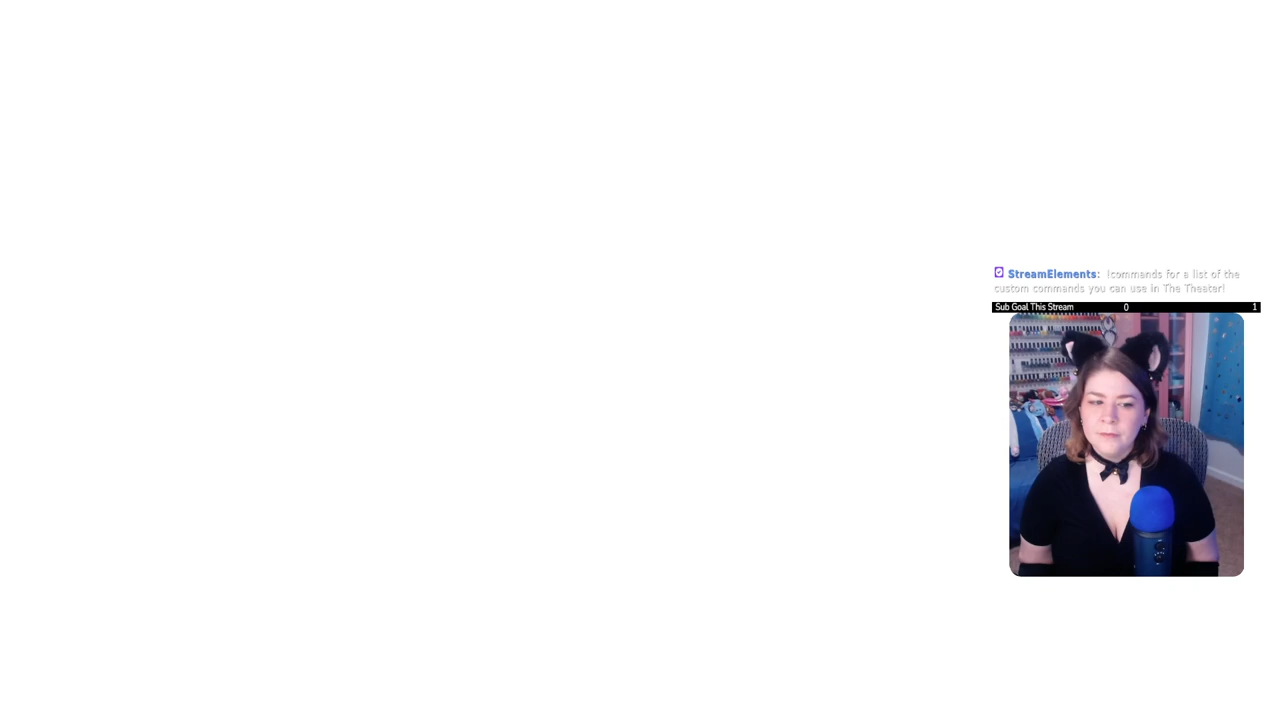 StreamElements: !commands for a list of the
custom commands you can use in The Theater!
Sub Goal This Stream 0 1